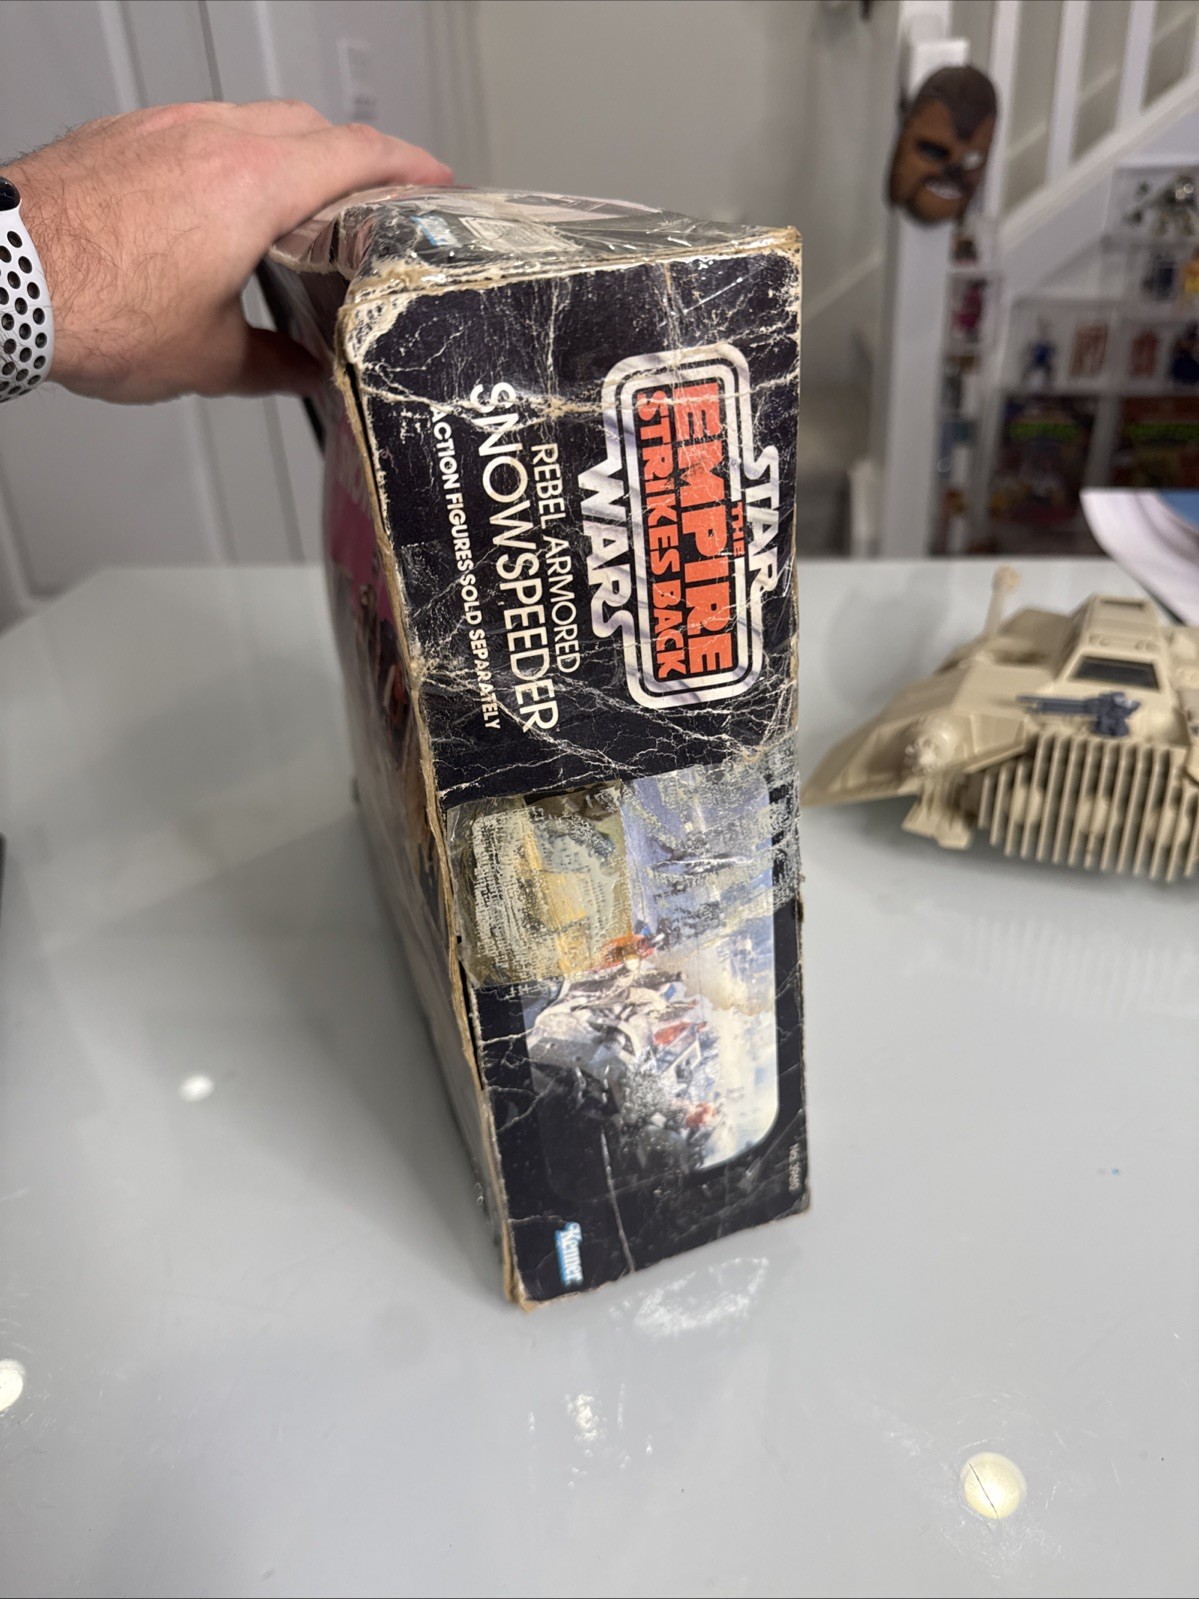 STAR
THE
EMPIRE
STRIKES BACK
WARS
REBEL ARMORED
SNOWSPEEDER
ACTION FIGURES SOLD SEPARATELY
Kenner